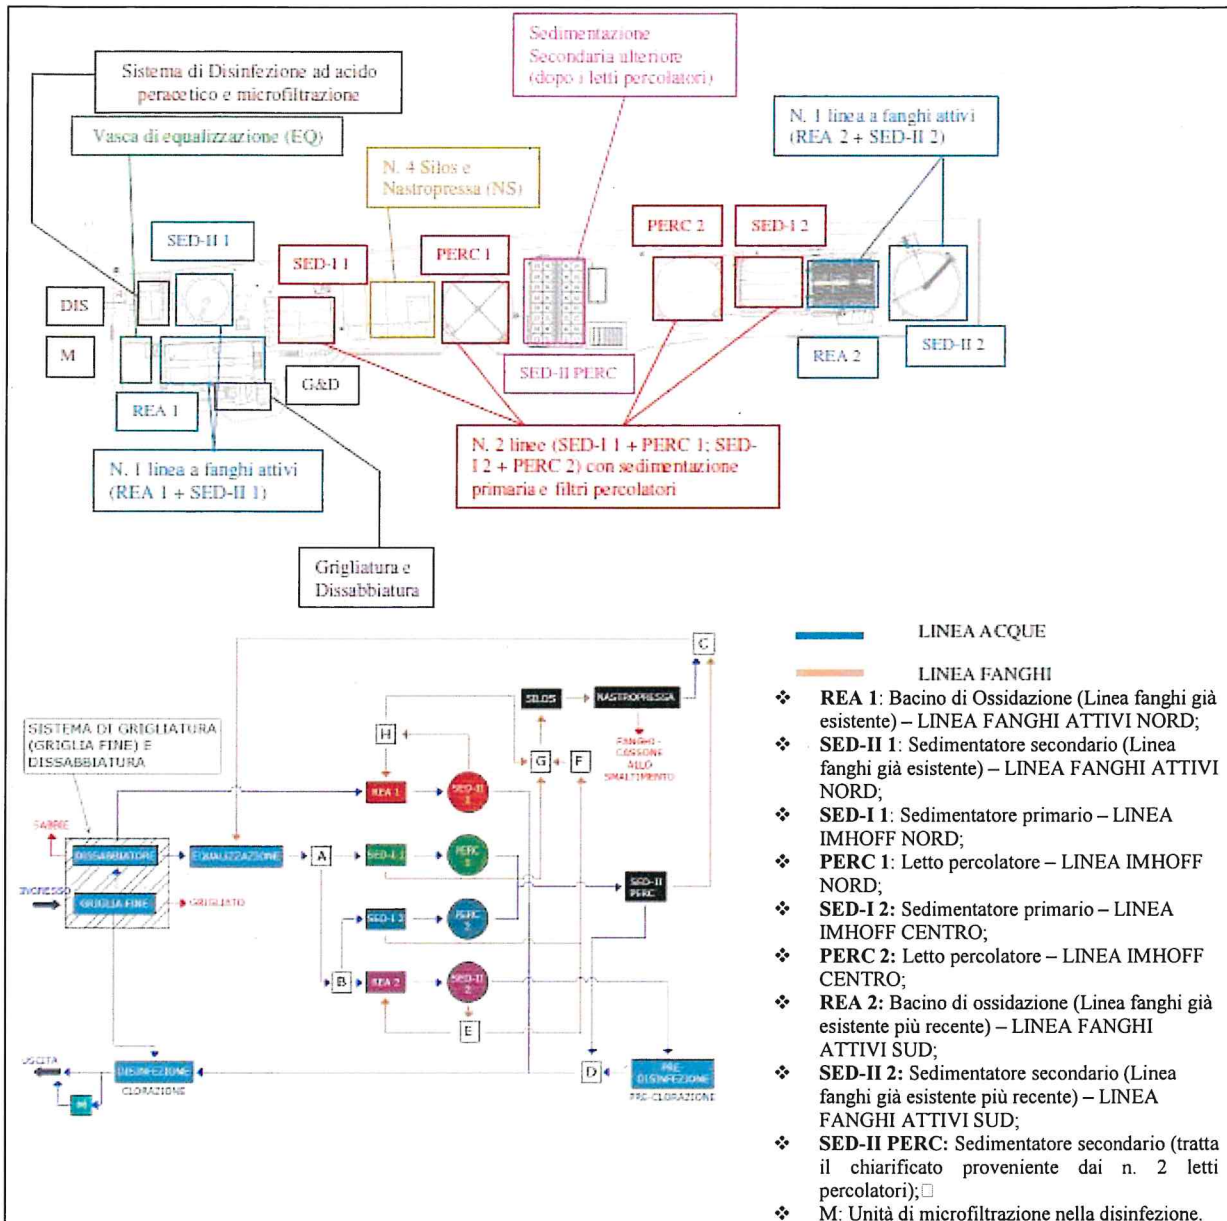 Sedimentazione
Secondaria ulteriore
(dopo i letti percolatori)
Sistema di Disinfezione ad acido
peracetico e microfiltrazione
N. 1 linea a fanghi attivi
(REA 2 + SED-II 2)
Vasca di equalizzazione (EQ)
N. 4 Silos e
Nastropressa (NS)
SED-II 1
SED-I 1
PERC 1
PERC 2
SED-I 2
DIS
M
REA 1
G&D
SED-II PERC
REA 2
SED-II 2
N. 1 linea a fanghi attivi
(REA 1 + SED-II 1)
N. 2 linee (SED-I 1 + PERC 1; SED-
I 2 + PERC 2) con sedimentazione
primaria e filtri percolatori
Grigliatura e
Dissabbiatura
SISTEMA DI GRIGLIATURA
(GRIGLIA FINE) E
DISSABBIATURA
SABBIE
DISSABBIATORE
INGRESSO
GRIGLIA FINE
GRIGLIATO
EQUALIZZAZIONE
A
B
H
REA 1
SED-II
1
SED-I 1
PERC
1
SED-I 2
PERC
2
REA 2
SED-II
2
E
SILOS
NASTROPRESSA
C
FANGHI-
CASSONE
ALLO
SMALTIMENTO
G
F
SED-II
PERC
USCITA
DISINFEZIONE
CLORAZIONE
M
D
PRE
DISINFEZIONE
PRE-CLORAZIONE
LINEA ACQUE
LINEA FANGHI
❖ REA 1: Bacino di Ossidazione (Linea fanghi già
esistente) – LINEA FANGHI ATTIVI NORD;
❖ SED-II 1: Sedimentatore secondario (Linea
fanghi già esistente) – LINEA FANGHI ATTIVI
NORD;
❖ SED-I 1: Sedimentatore primario – LINEA
IMHOFF NORD;
❖ PERC 1: Letto percolatore – LINEA IMHOFF
NORD;
❖ SED-I 2: Sedimentatore primario – LINEA
IMHOFF CENTRO;
❖ PERC 2: Letto percolatore – LINEA IMHOFF
CENTRO;
❖ REA 2: Bacino di ossidazione (Linea fanghi già
esistente più recente) – LINEA FANGHI
ATTIVI SUD;
❖ SED-II 2: Sedimentatore secondario (Linea
fanghi già esistente più recente) – LINEA
FANGHI ATTIVI SUD;
❖ SED-II PERC: Sedimentatore secondario (tratta
il chiarificato proveniente dai n. 2 letti
percolatori);□
❖ M: Unità di microfiltrazione nella disinfezione.